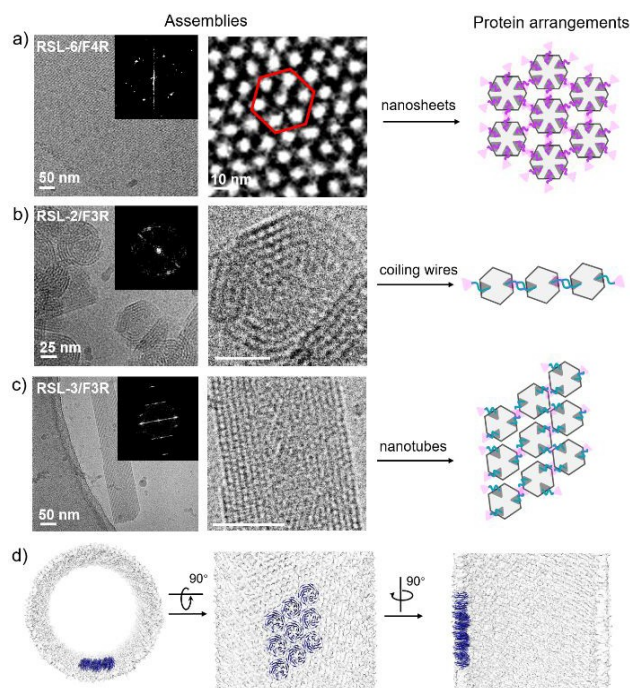 Assemblies
Protein arrangements
a)
RSL-6/F4R
50 nm
10 nm
nanosheets
b)
RSL-2/F3R
25 nm
coiling wires
c)
RSL-3/F3R
50 nm
nanotubes
d)
90°
90°